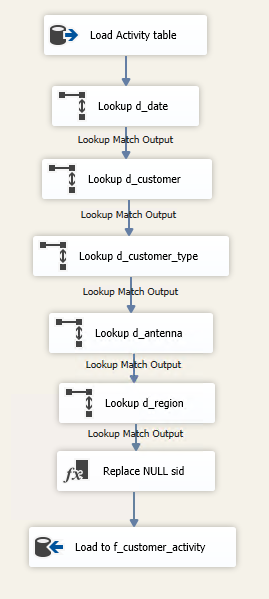 Load Activity table
Lookup d_date
Lookup Match Output
Lookup d_customer
Lookup Match Output
Lookup d_customer_type
Lookup Match Output
Lookup d_antenna
Lookup Match Output
Lookup d_region
Lookup Match Output
fx
Replace NULL sid
Load to f_customer_activity